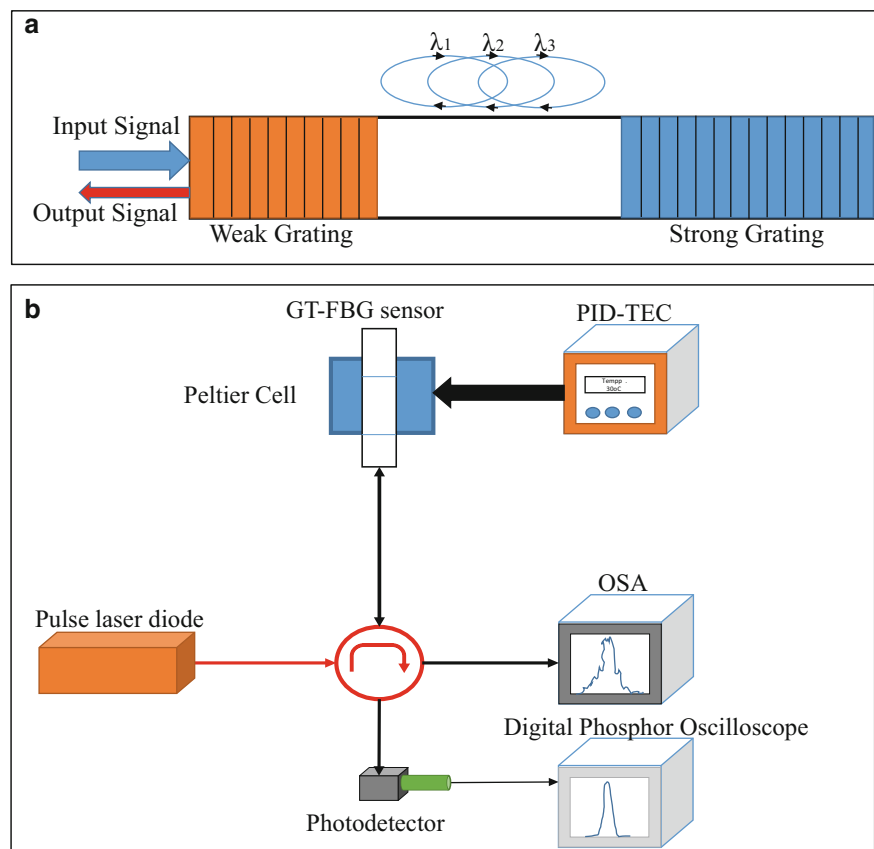 a
λ1 λ2 λ3
Input Signal
Output Signal
Weak Grating
Strong Grating
b
GT-FBG sensor
PID-TEC
Peltier Cell
Tempp .
30oC
OSA
Pulse laser diode
Digital Phosphor Oscilloscope
Photodetector